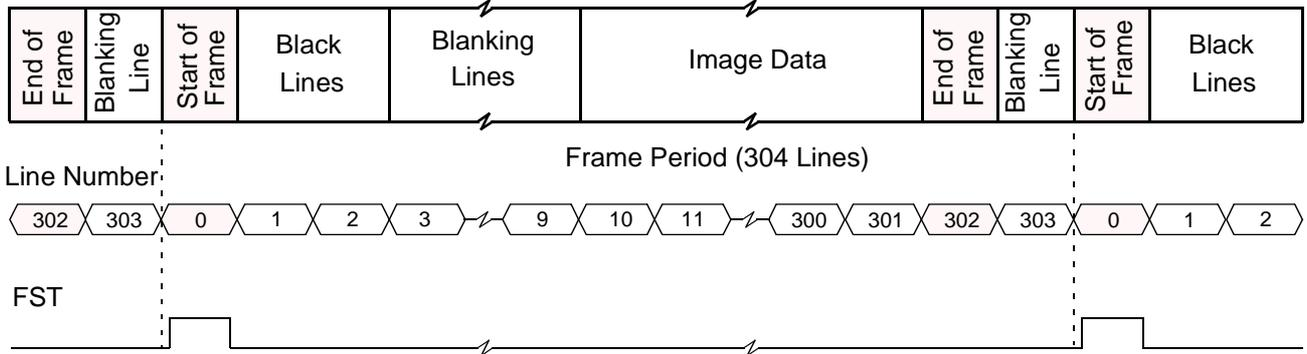 End of
Frame
Blanking
Line
Start of
Frame
Black
Lines
Blanking
Lines
Image Data
End of
Frame
Blanking
Line
Start of
Frame
Black
Lines
Frame Period (304 Lines)
Line Number
302 303 0 1 2 3 9 10 11 300 301 302 303 0 1 2
FST